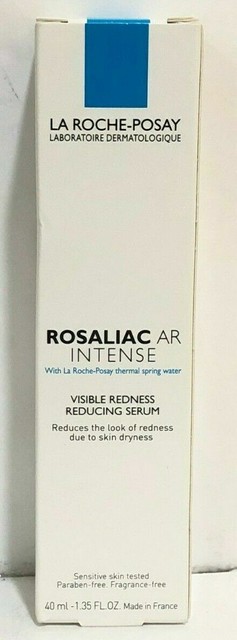 LA ROCHE-POSAY
LABORATOIRE DERMATOLOGIQUE
ROSALIAC AR
INTENSE
With La Roche-Posay thermal spring water
VISIBLE REDNESS
REDUCING SERUM
Reduces the look of redness
due to skin dryness
Sensitive skin tested
Paraben-free. Fragrance-free
40 ml - 1.35 FL.OZ. Made in France